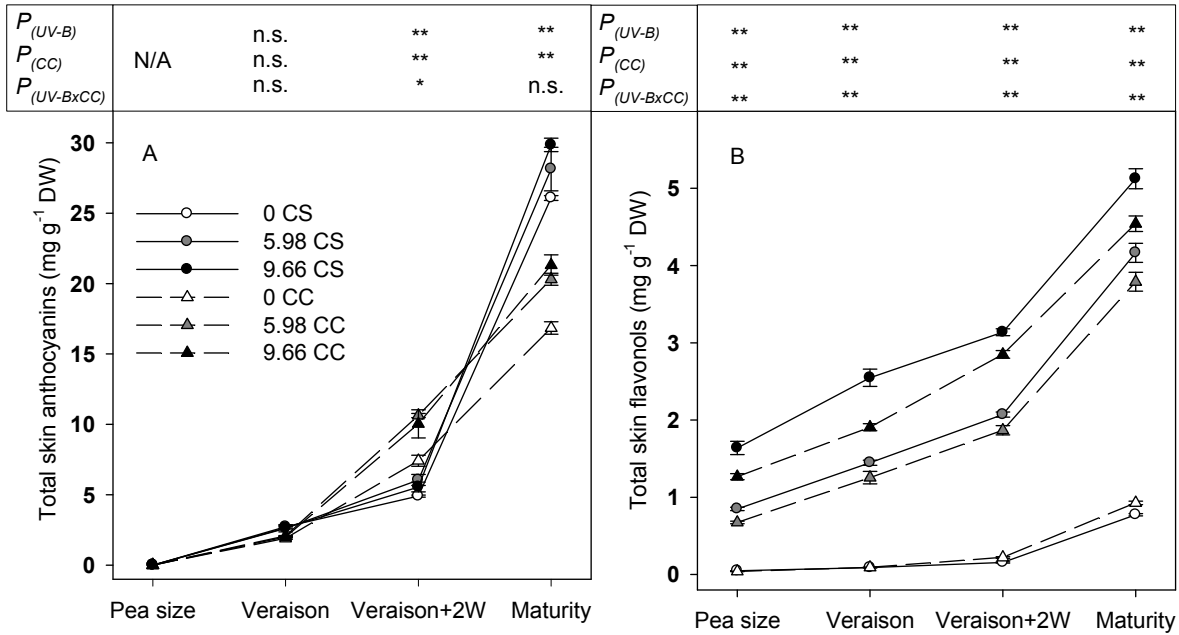 P(UV-B) n.s. ** **
P(CC) N/A n.s. ** **
P(UV-BxCC) n.s. * n.s.
P(UV-B) ** ** ** **
P(CC) ** ** ** **
P(UV-BxCC) ** ** ** **
A
Total skin anthocyanins (mg g-1 DW)
30
25
20
15
10
5
0
0 CS
5.98 CS
9.66 CS
0 CC
5.98 CC
9.66 CC
Pea size Veraison Veraison+2W Maturity
B
Total skin flavonols (mg g-1 DW)
5
4
3
2
1
0
Pea size Veraison Veraison+2W Maturity